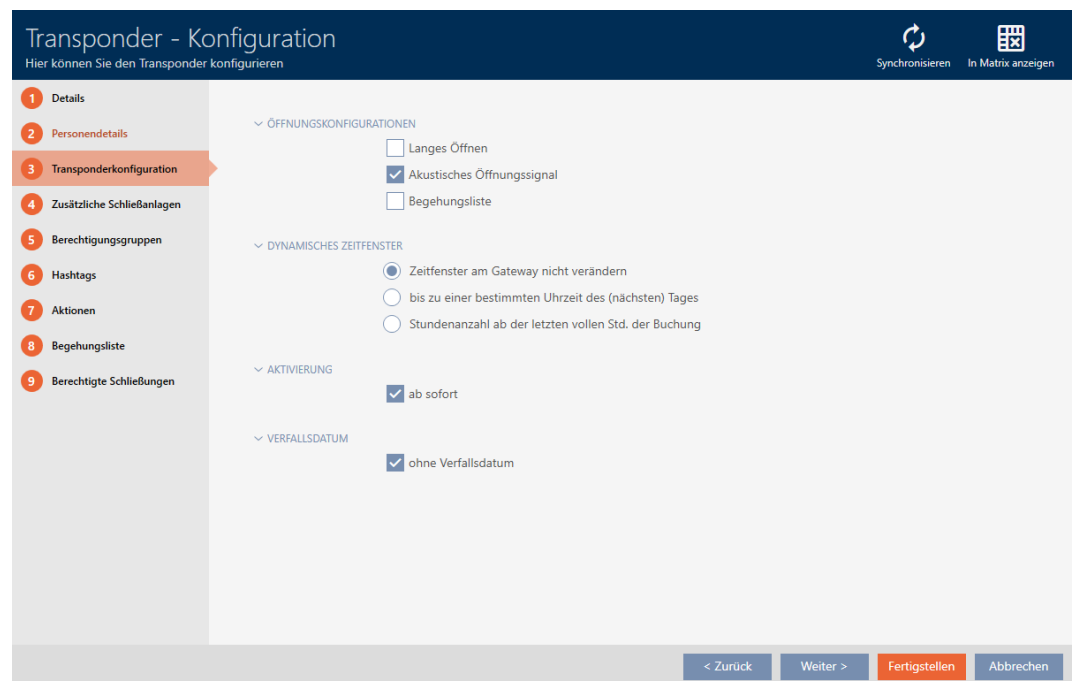 Transponder - Konfiguration
Hier können Sie den Transponder konfigurieren
Synchronisieren
In Matrix anzeigen
1 Details
2 Personendetails
3 Transponderkonfiguration
4 Zusätzliche Schließanlagen
5 Berechtigungsgruppen
6 Hashtags
7 Aktionen
8 Begehungsliste
9 Berechtigte Schließungen
ÖFFNUNGSKONFIGURATIONEN
Langes Öffnen
Akustisches Öffnungssignal
Begehungsliste
DYNAMISCHES ZEITFENSTER
Zeitfenster am Gateway nicht verändern
bis zu einer bestimmten Uhrzeit des (nächsten) Tages
Stundenanzahl ab der letzten vollen Std. der Buchung
AKTIVIERUNG
ab sofort
VERFALLSDATUM
ohne Verfallsdatum
< Zurück
Weiter >
Fertigstellen
Abbrechen